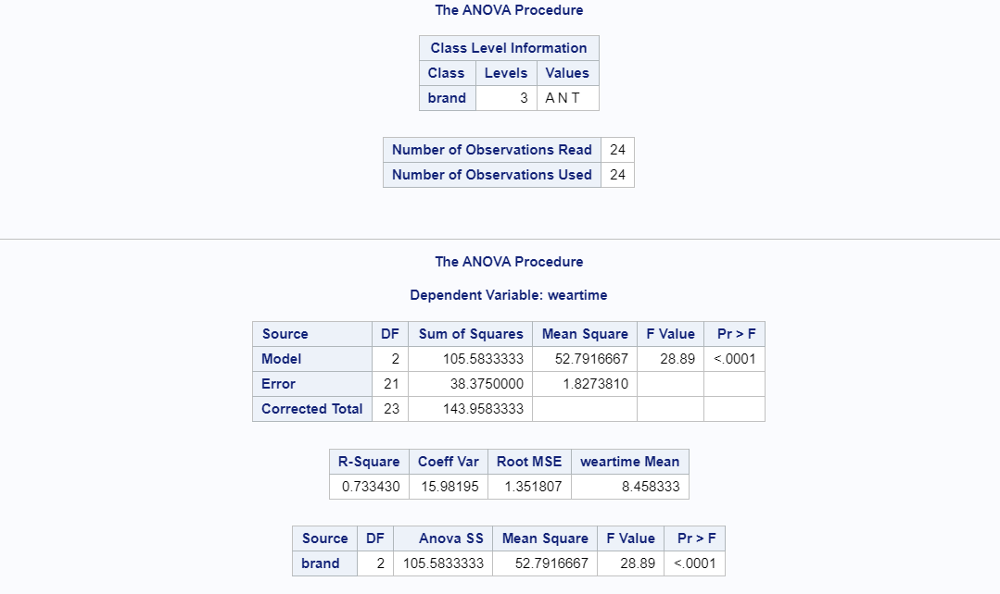 The ANOVA Procedure
Class Level Information
Class Levels Values
brand 3 A N T
Number of Observations Read 24
Number of Observations Used 24
The ANOVA Procedure
Dependent Variable: weartime
Source DF Sum of Squares Mean Square F Value Pr > F
Model 2 105.5833333 52.7916667 28.89 <.0001
Error 21 38.3750000 1.8273810
Corrected Total 23 143.9583333
R-Square Coeff Var Root MSE weartime Mean
0.733430 15.98195 1.351807 8.458333
Source DF Anova SS Mean Square F Value Pr > F
brand 2 105.5833333 52.7916667 28.89 <.0001